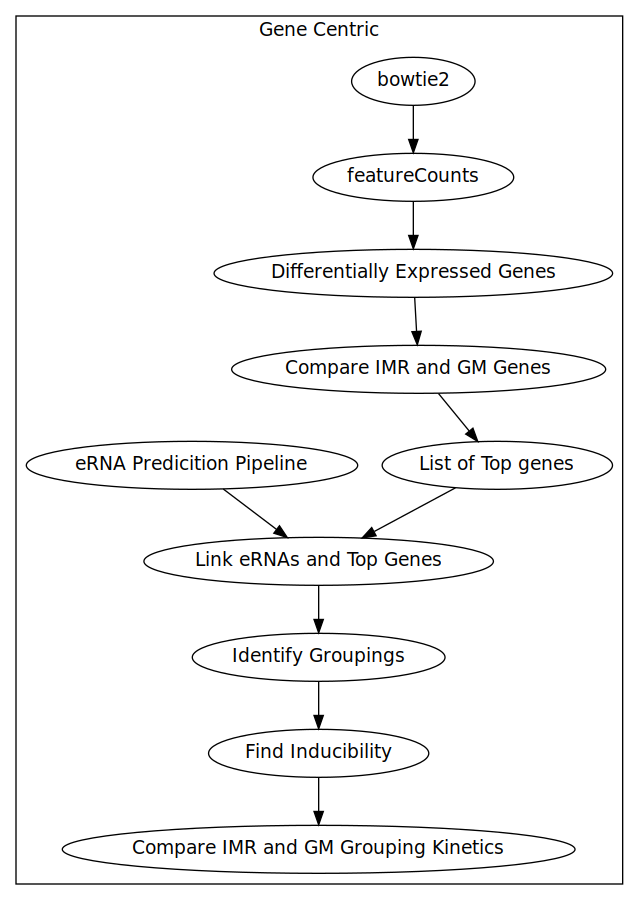 Gene Centric
bowtie2
featureCounts
Differentially Expressed Genes
Compare IMR and GM Genes
eRNA Predicition Pipeline
List of Top genes
Link eRNAs and Top Genes
Identify Groupings
Find Inducibility
Compare IMR and GM Grouping Kinetics